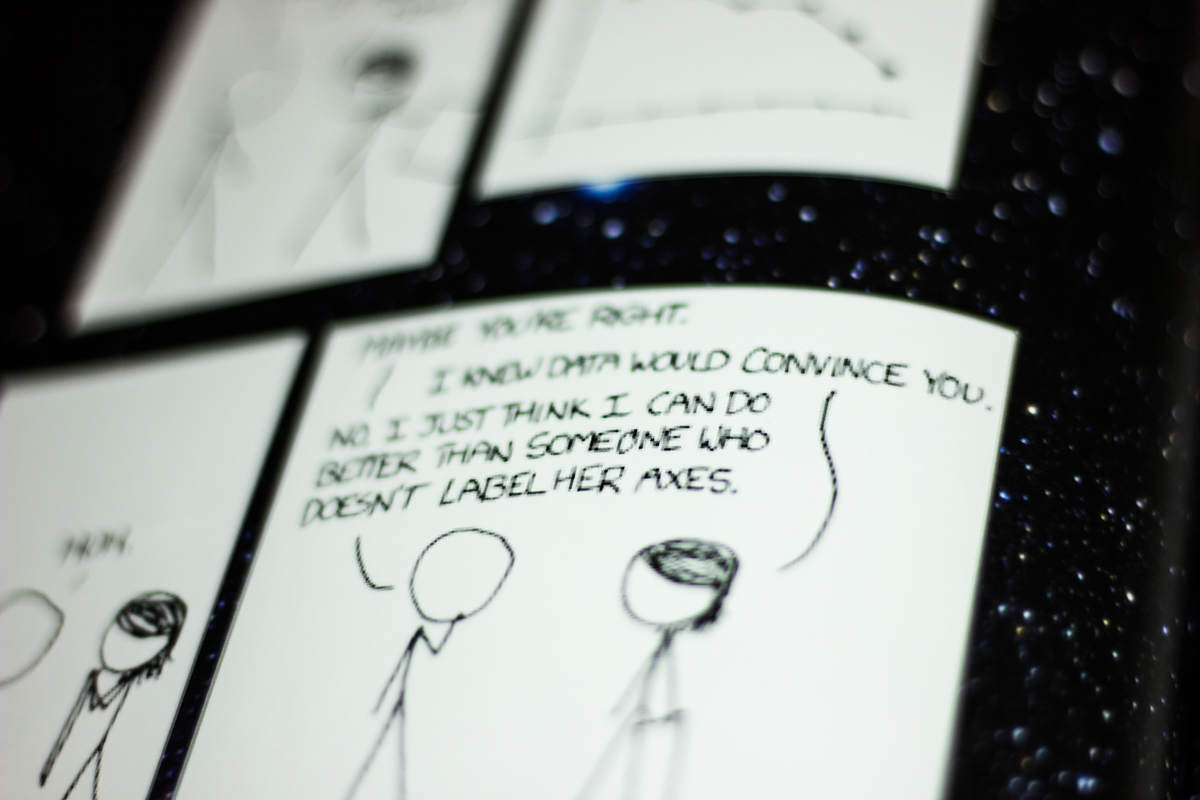 MAYBE YOU'RE RIGHT.
I KNEW DATA WOULD CONVINCE YOU.
NO. I JUST THINK I CAN DO
BETTER THAN SOMEONE WHO
DOESN'T LABEL HER AXES.
HUH.